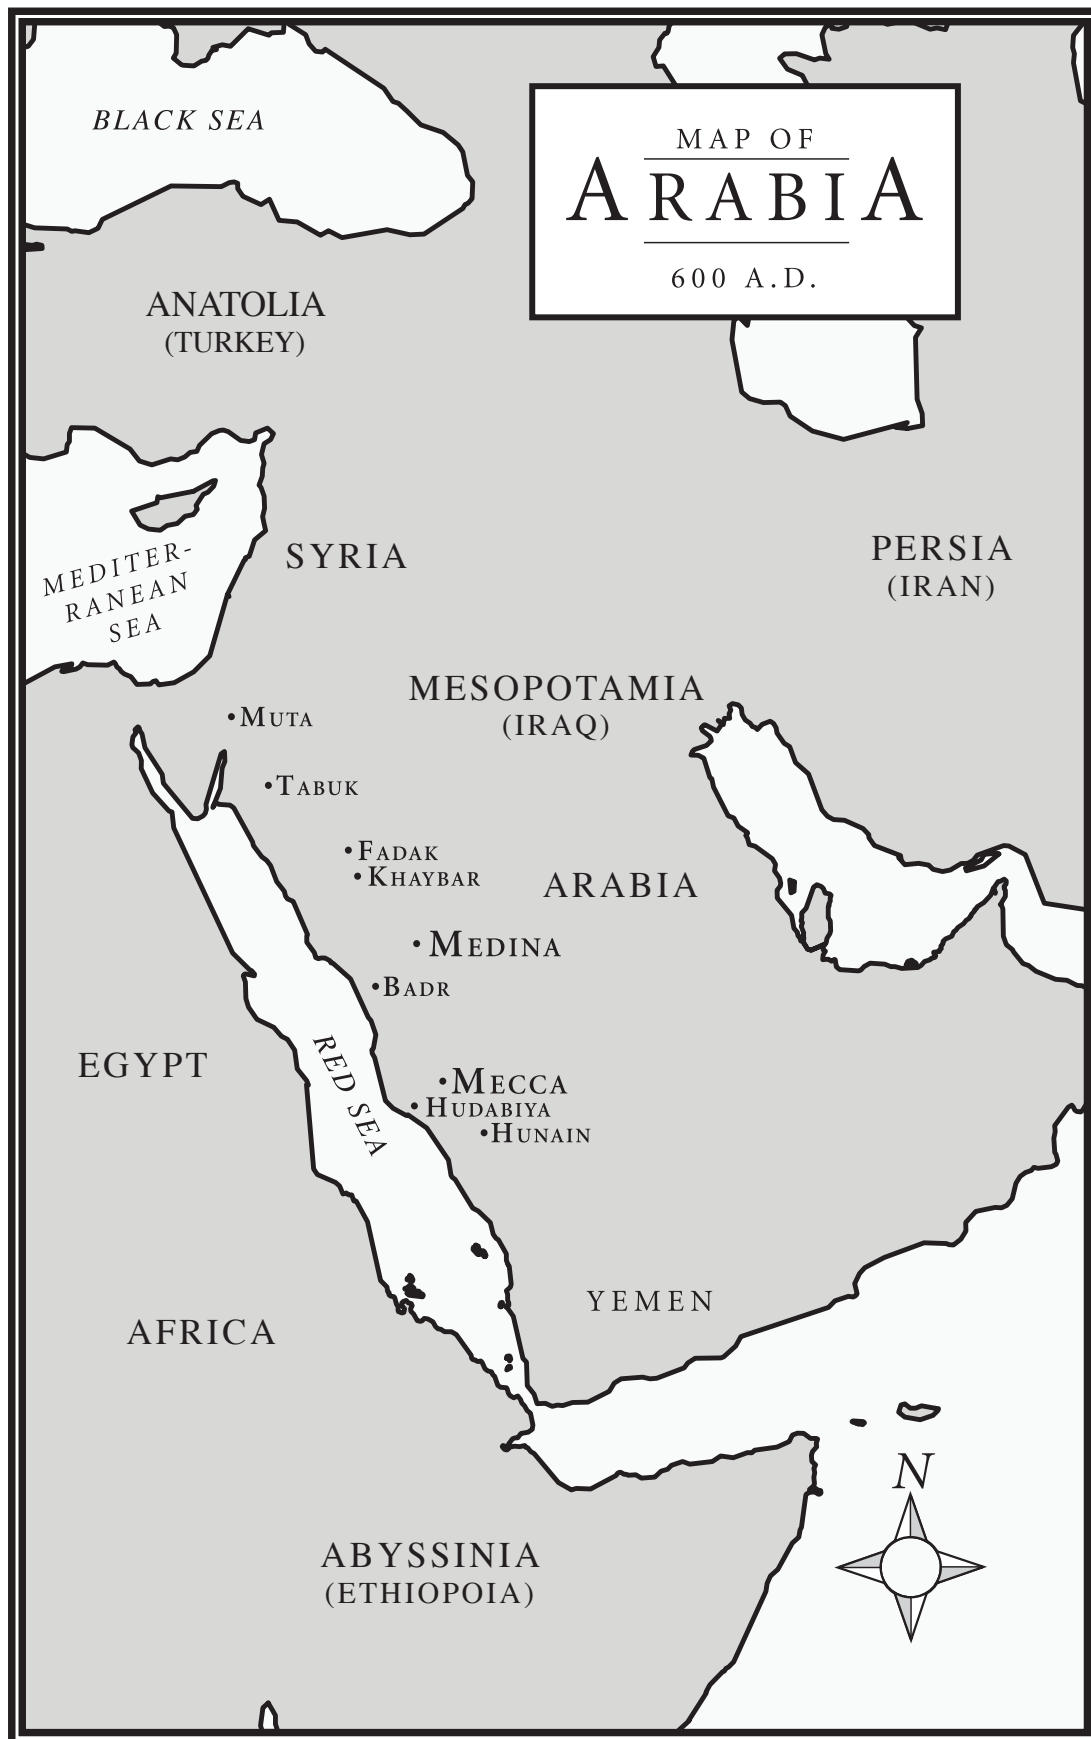 BLACK SEA
MAP OF
ARABIA
600 A.D.
ANATOLIA
(TURKEY)
MEDITER-
RANEAN
SEA
SYRIA
PERSIA
(IRAN)
MESOPOTAMIA
(IRAQ)
•MUTA
•TABUK
•FADAK
•KHAYBAR
ARABIA
•MEDINA
•BADR
EGYPT
RED SEA
•MECCA
•HUDABIYA
•HUNAIN
YEMEN
AFRICA
N
ABYSSINIA
(ETHIOPOIA)